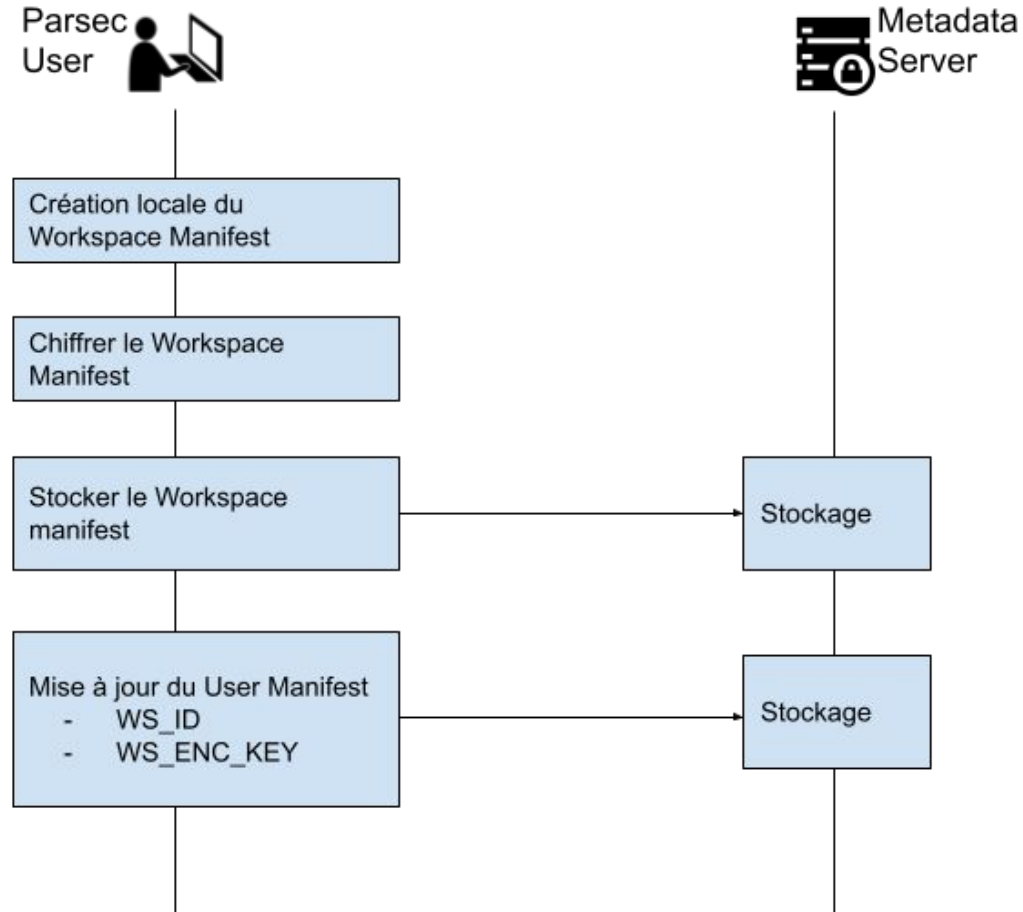 Parsec
User
Metadata
Server
Création locale du
Workspace Manifest
Chiffrer le Workspace
Manifest
Stocker le Workspace
manifest
Stockage
Mise à jour du User Manifest
- WS_ID
- WS_ENC_KEY
Stockage